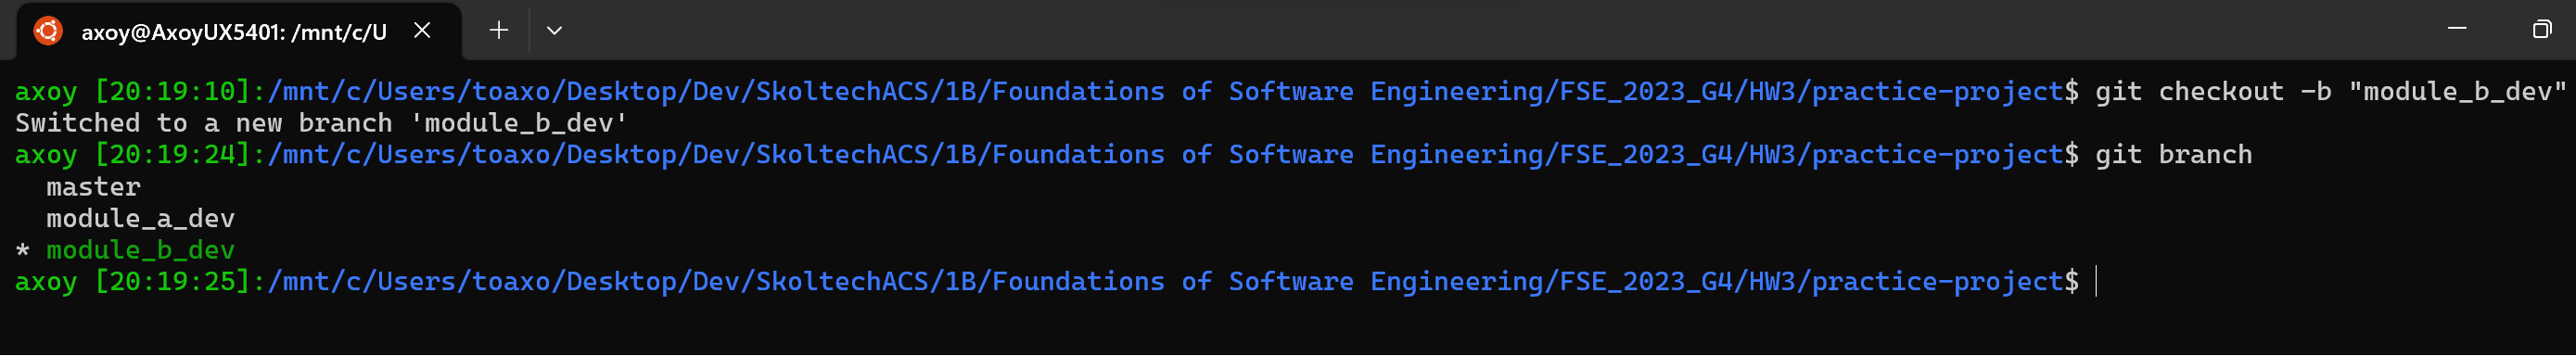 axoy@AxoyUX5401: /mnt/c/U
axoy [20:19:10]:/mnt/c/Users/toaxo/Desktop/Dev/SkoltechACS/1B/Foundations of Software Engineering/FSE_2023_G4/HW3/practice-project$ git checkout -b "module_b_dev"
Switched to a new branch 'module_b_dev'
axoy [20:19:24]:/mnt/c/Users/toaxo/Desktop/Dev/SkoltechACS/1B/Foundations of Software Engineering/FSE_2023_G4/HW3/practice-project$ git branch
  master
  module_a_dev
* module_b_dev
axoy [20:19:25]:/mnt/c/Users/toaxo/Desktop/Dev/SkoltechACS/1B/Foundations of Software Engineering/FSE_2023_G4/HW3/practice-project$